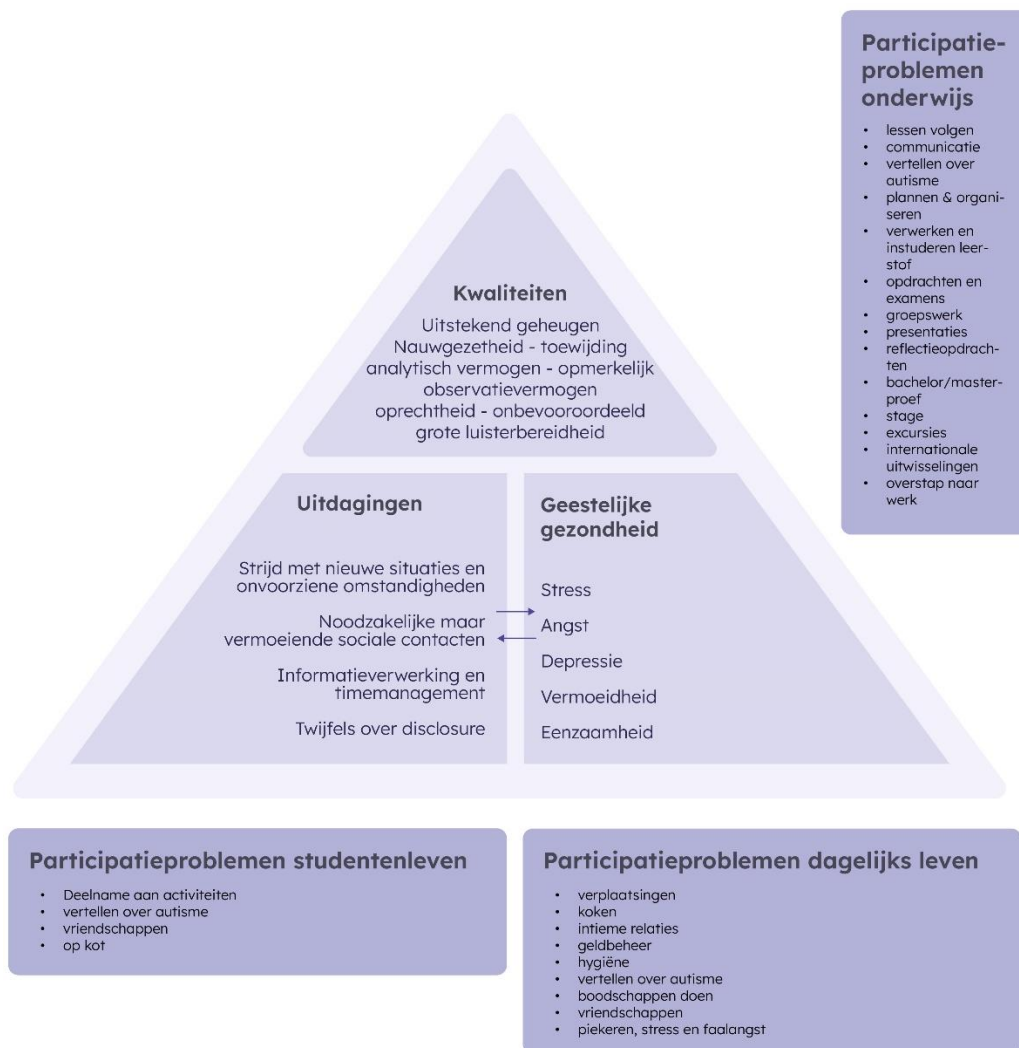 Participatie-
problemen
onderwijs
• lessen volgen
• communicatie
• vertellen over
autisme
• plannen & organi-
seren
• verwerken en
instuderen leer-
stof
• opdrachten en
examens
• groepswerk
• presentaties
• reflectieopdrach-
ten
• bachelor/master-
proef
• stage
• excursies
• internationale
uitwisselingen
• overstap naar
werk
Kwaliteiten
Uitstekend geheugen
Nauwgezetheid - toewijding
analytisch vermogen - opmerkelijk
observatievermogen
oprechtheid - onbevooroordeeld
grote luisterbereidheid
Uitdagingen
Strijd met nieuwe situaties en
onvoorziene omstandigheden
Noodzakelijke maar
vermoeiende sociale contacten
Informatieverwerking en
timemanagement
Twijfels over disclosure
Geestelijke
gezondheid
Stress
Angst
Depressie
Vermoeidheid
Eenzaamheid
Participatieproblemen studentenleven
• Deelname aan activiteiten
• vertellen over autisme
• vriendschappen
• op kot
Participatieproblemen dagelijks leven
• verplaatsingen
• koken
• intieme relaties
• geldbeheer
• hygiëne
• vertellen over autisme
• boodschappen doen
• vriendschappen
• piekeren, stress en faalangst